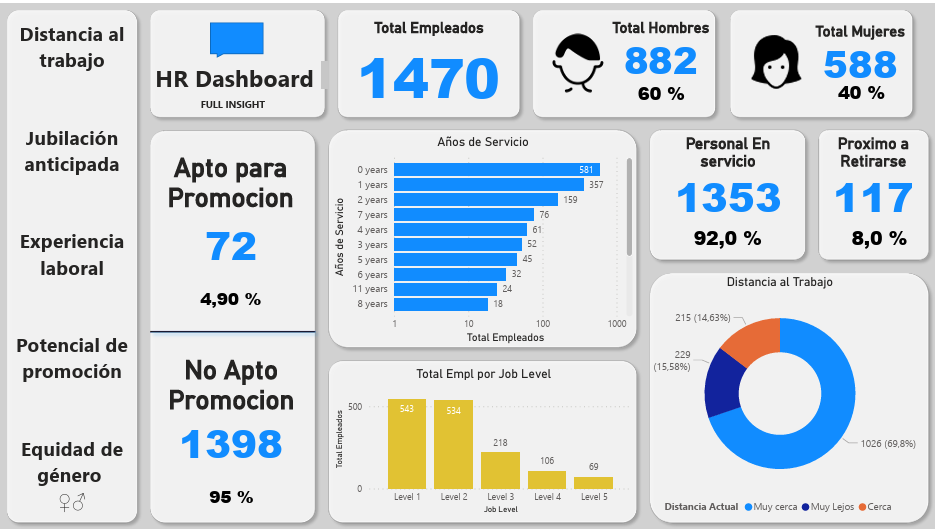 Distancia al
trabajo
Jubilación
anticipada
Experiencia
laboral
Potencial de
promoción
Equidad de
género
♀♂
HR Dashboard
FULL INSIGHT
Total Empleados
1470
Total Hombres
882
60 %
Total Mujeres
588
40 %
Apto para
Promocion
72
4,90 %
No Apto
Promocion
1398
95 %
Años de Servicio
Años de Servicio
0 years 581
1 years 357
2 years 159
7 years 76
4 years 61
3 years 52
5 years 45
6 years 32
11 years 24
8 years 18
1 10 100 1000
Total Empleados
Total Empl por Job Level
Total Empleados
500
0
543 534 218 106 69
Level 1 Level 2 Level 3 Level 4 Level 5
Job Level
Personal En
servicio
1353
92,0 %
Proximo a
Retirarse
117
8,0 %
Distancia al Trabajo
215 (14,63%)
229
(15,58%)
1026 (69,8%)
Distancia Actual Muy cerca Muy Lejos Cerca